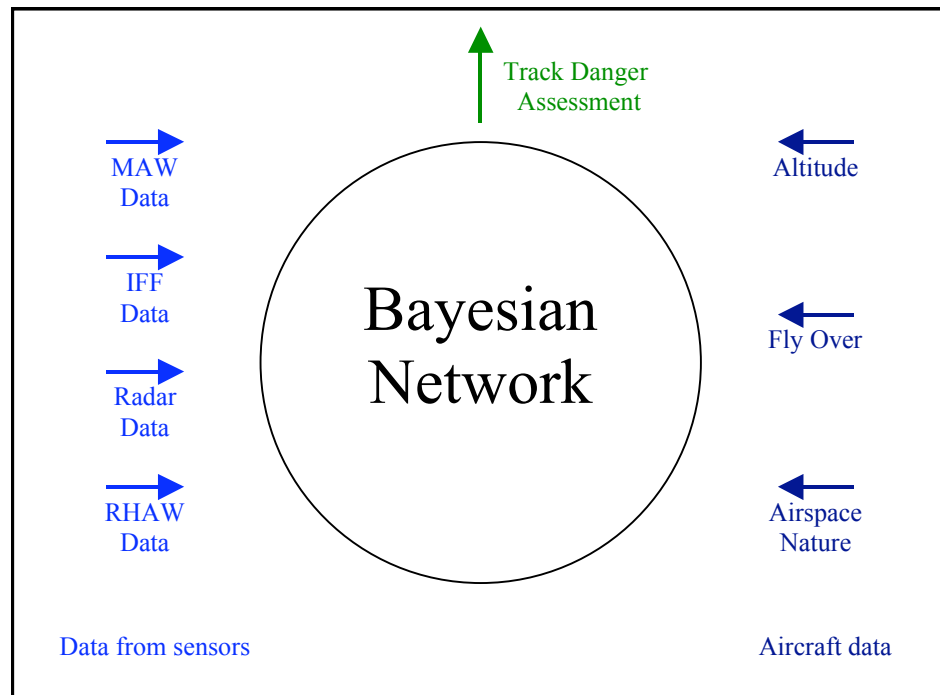 Track Danger
Assessment
MAW
Data
IFF
Data
Radar
Data
RHAW
Data
Data from sensors
Bayesian
Network
Altitude
Fly Over
Airspace
Nature
Aircraft data